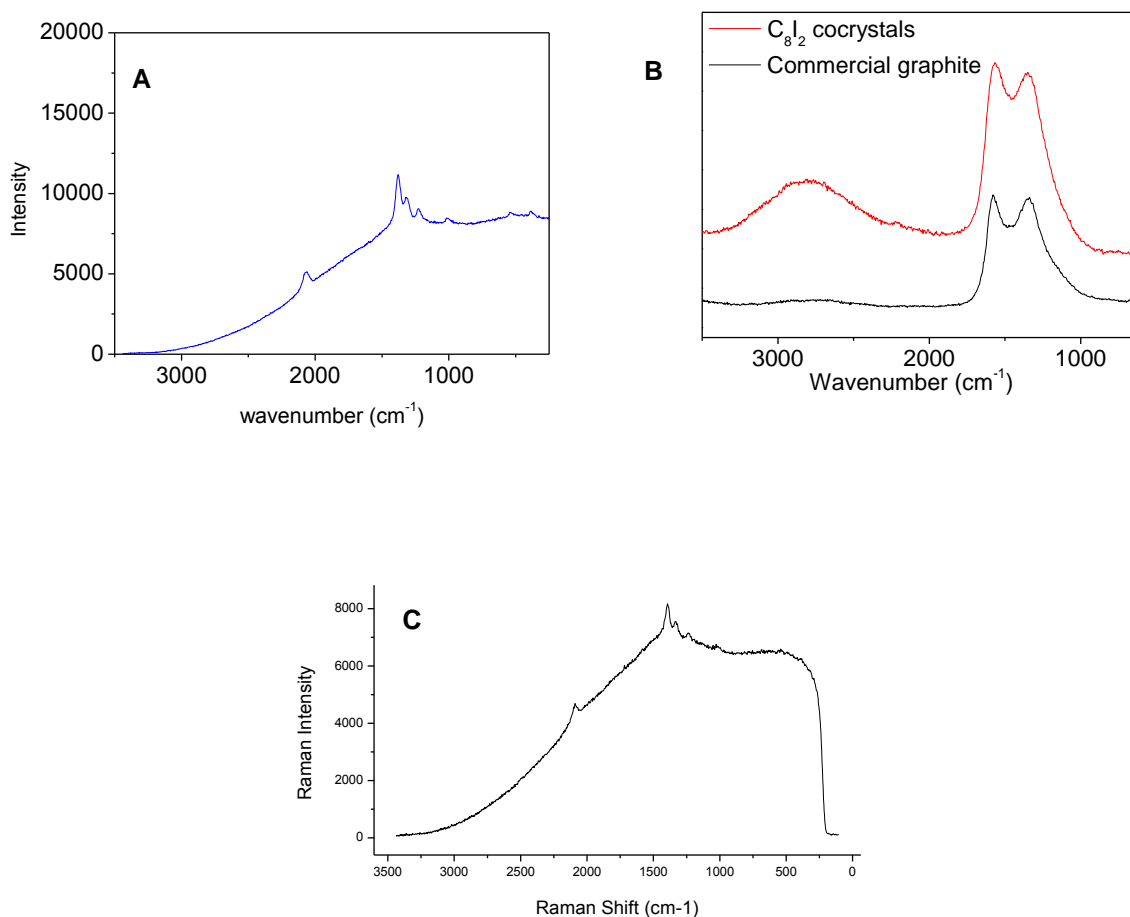 A
20000
15000
10000
5000
0
Intensity
3000 2000 1000
wavenumber (cm⁻¹)
B
C₈I₂ cocrystals
Commercial graphite
3000 2000 1000
Wavenumber (cm⁻¹)
C
8000
6000
4000
2000
0
Raman Intensity
3500 3000 2500 2000 1500 1000 500 0
Raman Shift (cm-1)